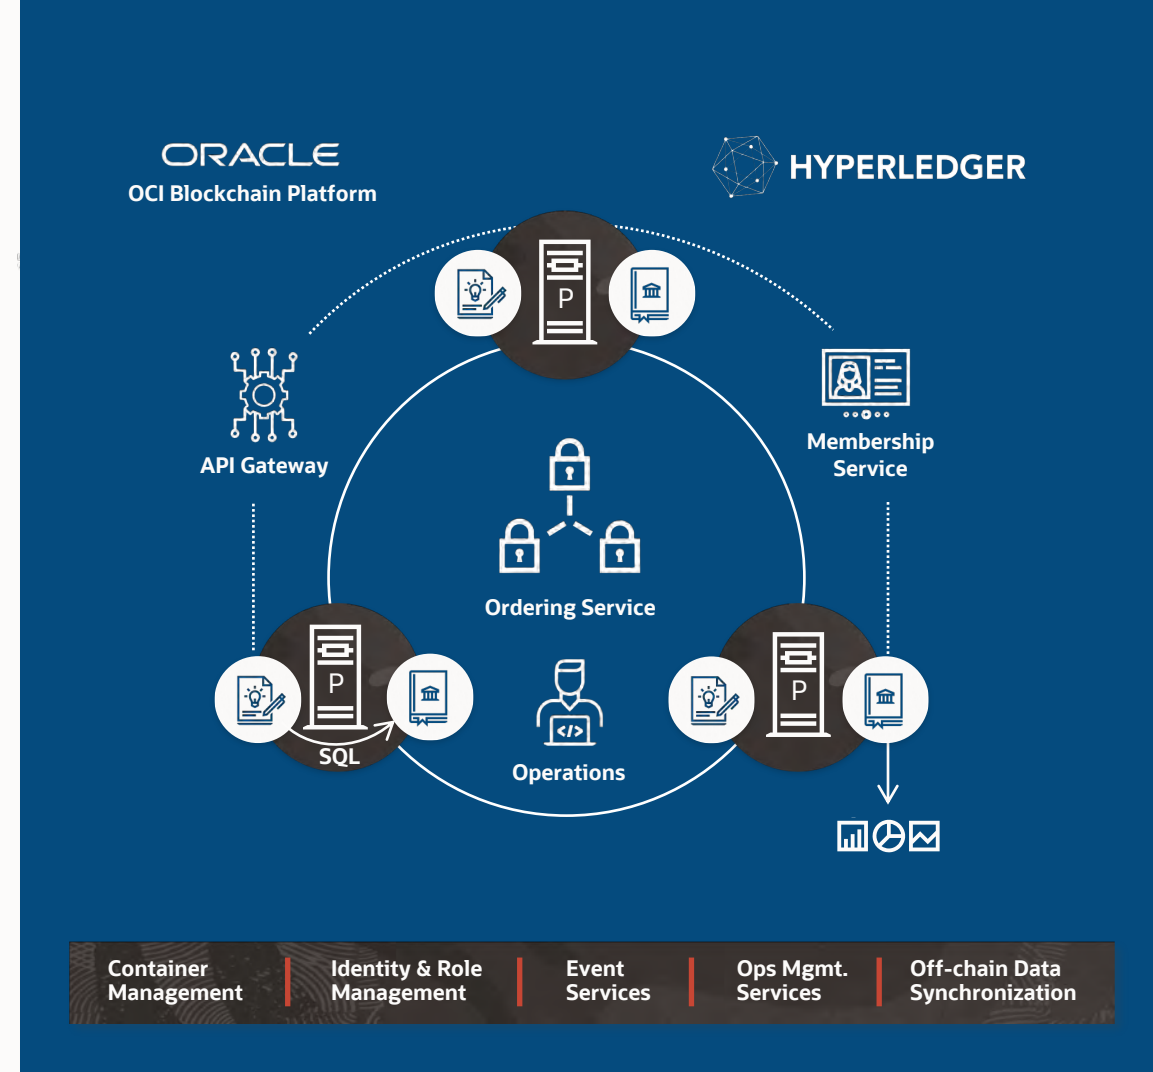 ORACLE
OCI Blockchain Platform
HYPERLEDGER
P
API Gateway
Membership
Service
Ordering Service
P
SQL
P
</>
Operations
Container
Management
Identity & Role
Management
Event
Services
Ops Mgmt.
Services
Off-chain Data
Synchronization